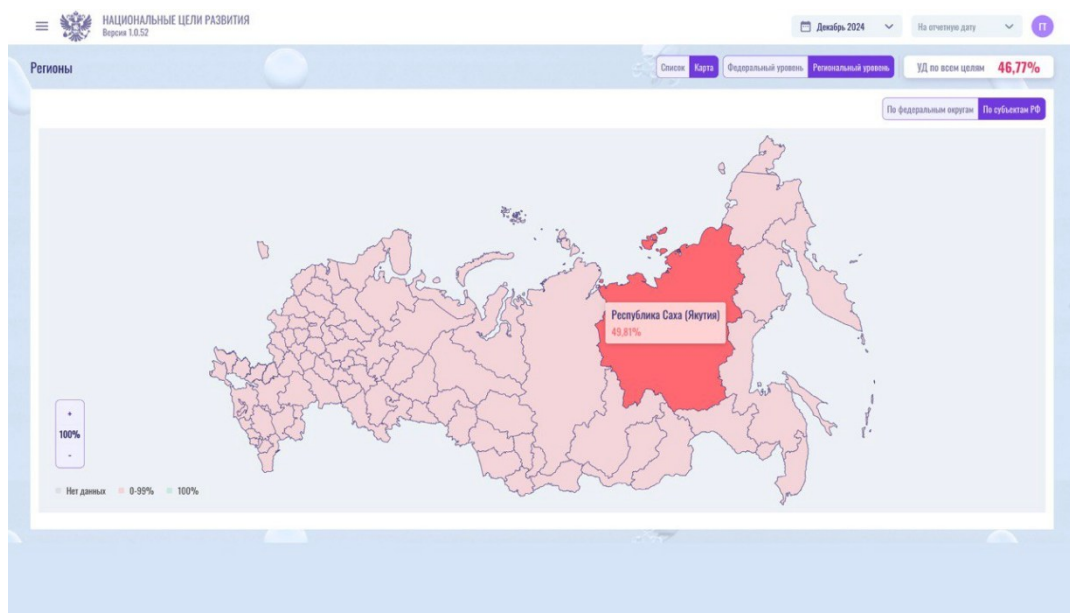 НАЦИОНАЛЬНЫЕ ЦЕЛИ РАЗВИТИЯ
Версия 1.0.52
Декабрь 2024
На отчетную дату
ГТ
Регионы
Список
Карта
Федеральный уровень
Региональный уровень
УД по всем целям 46,77%
По федеральным округам
По субъектам РФ
Республика Саха (Якутия)
49,81%
+
100%
-
Нет данных
0-99%
100%